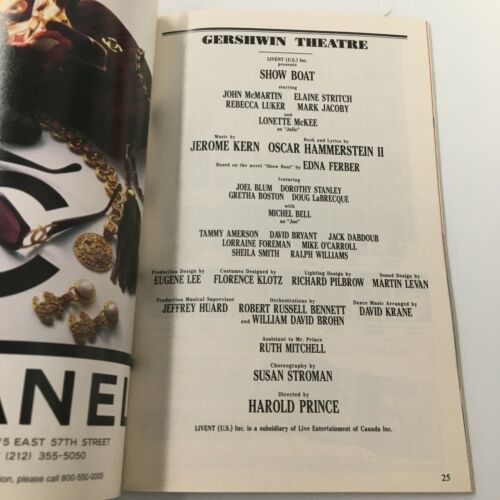 GERSHWIN THEATRE
LIVENT (U.S.) Inc.
presents
SHOW BOAT
starring
JOHN McMARTIN ELAINE STRITCH
REBECCA LUKER MARK JACOBY
and
LONETTE McKEE
as "Julie"
Music by Book and Lyrics by
JEROME KERN OSCAR HAMMERSTEIN II
Based on the novel "Show Boat" by EDNA FERBER
featuring
JOEL BLUM DOROTHY STANLEY
GRETHA BOSTON DOUG LaBRECQUE
with
MICHEL BELL
as "Joe"
TAMMY AMERSON DAVID BRYANT JACK DABDOUB
LORRAINE FOREMAN MIKE O'CARROLL
SHEILA SMITH RALPH WILLIAMS
Production Design by Costumes Designed by Lighting Design by Sound Design by
EUGENE LEE FLORENCE KLOTZ RICHARD PILBROW MARTIN LEVAN
Production Musical Supervisor Orchestrations by Dance Music Arranged by
JEFFREY HUARD ROBERT RUSSELL BENNETT DAVID KRANE
and WILLIAM DAVID BROHN
Assistant to Mr. Prince
RUTH MITCHELL
Choreography by
SUSAN STROMAN
Directed by
HAROLD PRINCE
LIVENT (U.S.) Inc. is a subsidiary of Live Entertainment of Canada Inc.
25
ANEL
5 EAST 57TH STREET
(212) 355-5050
ion, please call 800-550-0005